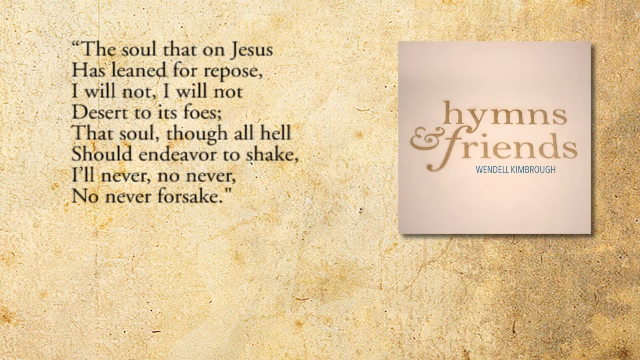 “The soul that on Jesus
Has leaned for repose,
I will not, I will not
Desert to its foes;
That soul, though all hell
Should endeavor to shake,
I’ll never, no never,
No never forsake."
hymns
& friends
WENDELL KIMBROUGH